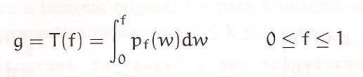 g = T(f) = ∫₀ᶠ p_f(w)dw 0 ≤ f ≤ 1